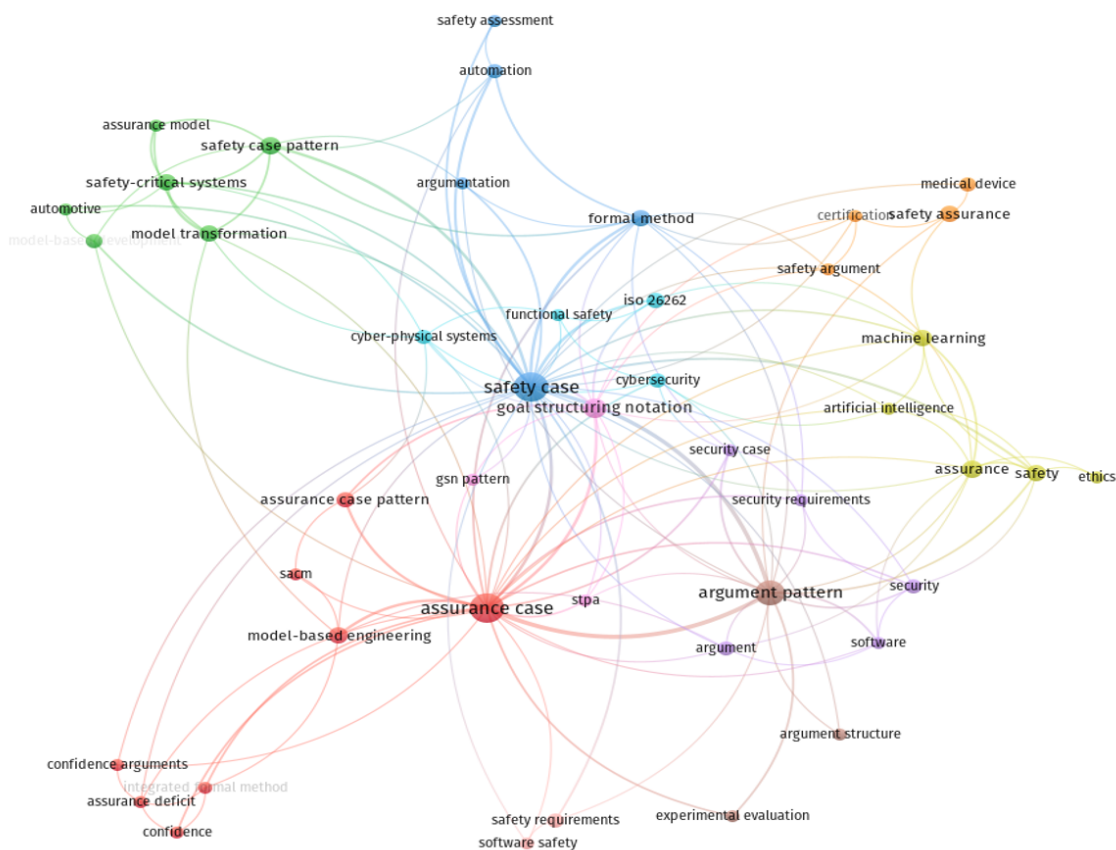 safety assessment
automation
assurance model
safety case pattern
argumentation
safety-critical systems
medical device
automotive
formal method
certification
safety assurance
model-based development
model transformation
safety argument
iso 26262
functional safety
cyber-physical systems
machine learning
safety case
cybersecurity
goal structuring notation
artificial intelligence
security case
gsn pattern
assurance
safety
ethics
assurance case pattern
security requirements
sacm
assurance case
stpa
argument pattern
security
model-based engineering
argument
software
argument structure
confidence arguments
integrated formal method
assurance deficit
confidence
safety requirements
experimental evaluation
software safety